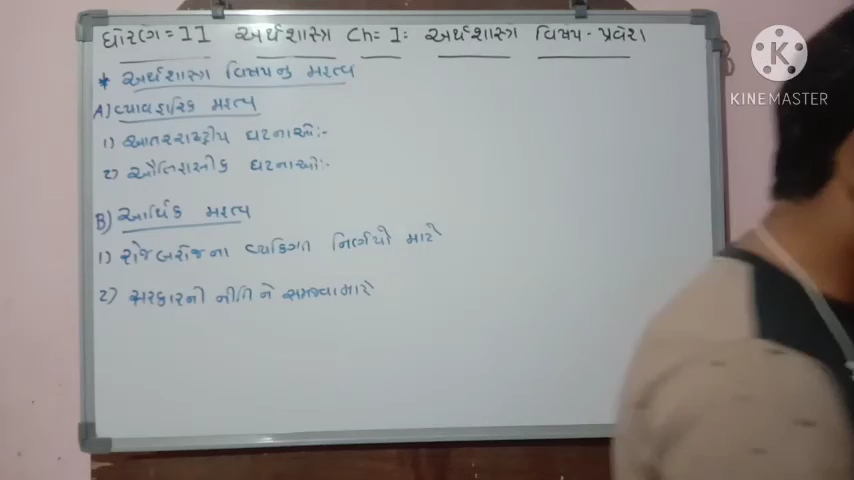 ધોરણ = 11 અર્થશાસ્ત્ર Ch = 1: અર્થશાસ્ત્ર વિષય - પ્રવેશ
* અર્થશાસ્ત્ર વિષયનુ મહત્વ
A) વ્યાવહારિક મહત્વ
1) આંતરરાષ્ટ્રીય ઘટનાઓ:-
2) ઐતિહાસીક ઘટનાઓ:-
B) આર્થિક મહત્વ
1) રોજબરોજના વ્યકિગત નિર્ણયો માટે
2) સરકારની નીતિ ને સમજવા માટે
K
KINEMASTER